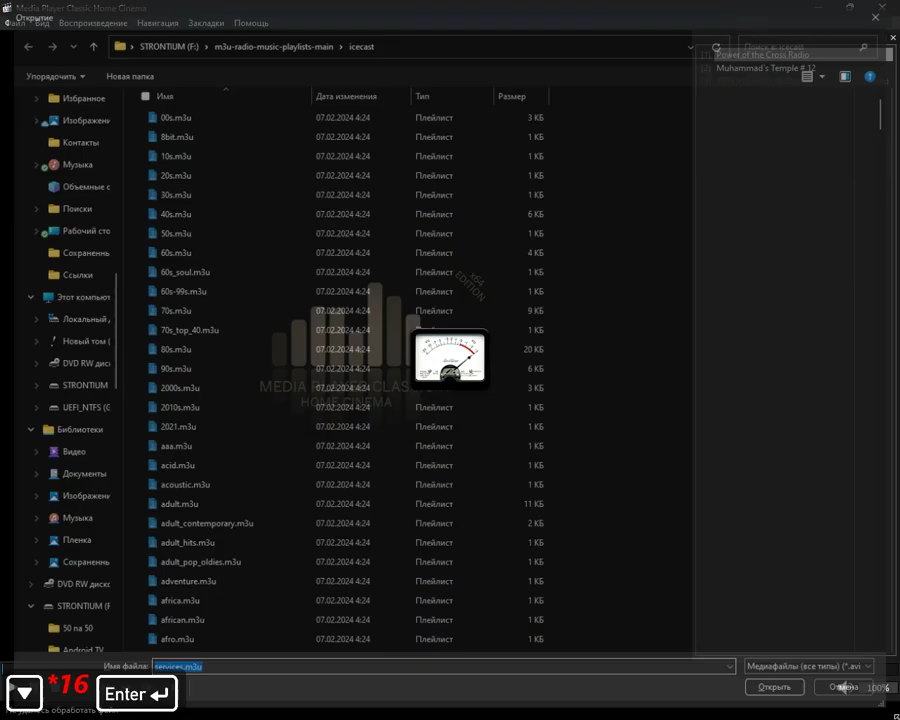 Media Player Classic Home Cinema
Открытие
Файл Вид Воспроизведение Навигация Закладки Помощь
STRONTIUM (F:) m3u-radio-music-playlists-main icecast
Поиск в: icecast
Power of the Cross Radio
Muhammad's Temple # 12
Упорядочить Новая папка
Имя Дата изменения Тип Размер
Избранное
Изображени
Контакты
Музыка
Объемные с
Поиски
Рабочий сто
Сохраненны
Ссылки
Этот компьют
Локальный
Новый том (
DVD RW диско
STRONTIUM
UEFI_NTFS (G
Библиотеки
Видео
Документы
Изображени
Музыка
Пленка
Сохраненны
DVD RW диско
STRONTIUM (F
50 na 50
Android TV
00s.m3u 07.02.2024 4:24 Плейлист 3 КБ
8bit.m3u 07.02.2024 4:24 Плейлист 1 КБ
10s.m3u 07.02.2024 4:24 Плейлист 1 КБ
20s.m3u 07.02.2024 4:24 Плейлист 1 КБ
30s.m3u 07.02.2024 4:24 Плейлист 1 КБ
40s.m3u 07.02.2024 4:24 Плейлист 6 КБ
50s.m3u 07.02.2024 4:24 Плейлист 1 КБ
60s.m3u 07.02.2024 4:24 Плейлист 4 КБ
60s_soul.m3u 07.02.2024 4:24 Плейлист 1 КБ
60s-99s.m3u 07.02.2024 4:24 Плейлист 1 КБ
70s.m3u 07.02.2024 4:24 Плейлист 9 КБ
70s_top_40.m3u 07.02.2024 4:24 Плейлист 1 КБ
80s.m3u 07.02.2024 4:24 20 КБ
90s.m3u 07.02.2024 4:24 6 КБ
2000s.m3u 07.02.2024 4:24 3 КБ
2010s.m3u 07.02.2024 4:24 Плейлист 1 КБ
2021.m3u 07.02.2024 4:24 Плейлист 1 КБ
aaa.m3u 07.02.2024 4:24 Плейлист 1 КБ
acid.m3u 07.02.2024 4:24 Плейлист 1 КБ
acoustic.m3u 07.02.2024 4:24 Плейлист 1 КБ
adult.m3u 07.02.2024 4:24 Плейлист 11 КБ
adult_contemporary.m3u 07.02.2024 4:24 Плейлист 2 КБ
adult_hits.m3u 07.02.2024 4:24 Плейлист 1 КБ
adult_pop_oldies.m3u 07.02.2024 4:24 Плейлист 1 КБ
adventure.m3u 07.02.2024 4:24 Плейлист 1 КБ
africa.m3u 07.02.2024 4:24 Плейлист 1 КБ
african.m3u 07.02.2024 4:24 Плейлист 1 КБ
afro.m3u 07.02.2024 4:24 Плейлист 1 КБ
x64
EDITION
MEDIA PLAYER CLASSIC
HOME CINEMA
Имя файла: services.m3u Медиафайлы (все типы) (*.avi
Открыть Отмена 100%
*16 Enter